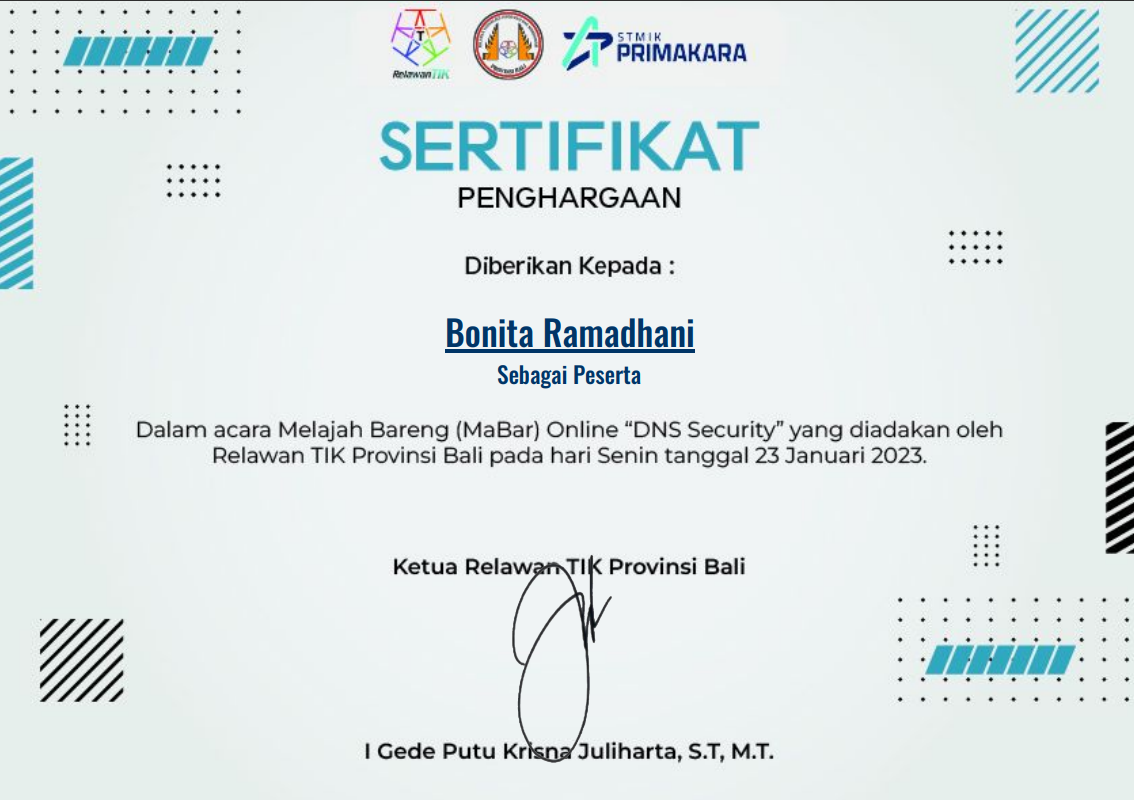 RelawanTIK
PROVINSI BALI
STMIK
PRIMAKARA
SERTIFIKAT
PENGHARGAAN
Diberikan Kepada :
Bonita Ramadhani
Sebagai Peserta
Dalam acara Melajah Bareng (MaBar) Online “DNS Security” yang diadakan oleh
Relawan TIK Provinsi Bali pada hari Senin tanggal 23 Januari 2023.
Ketua Relawan TIK Provinsi Bali
I Gede Putu Krisna Juliharta, S.T, M.T.